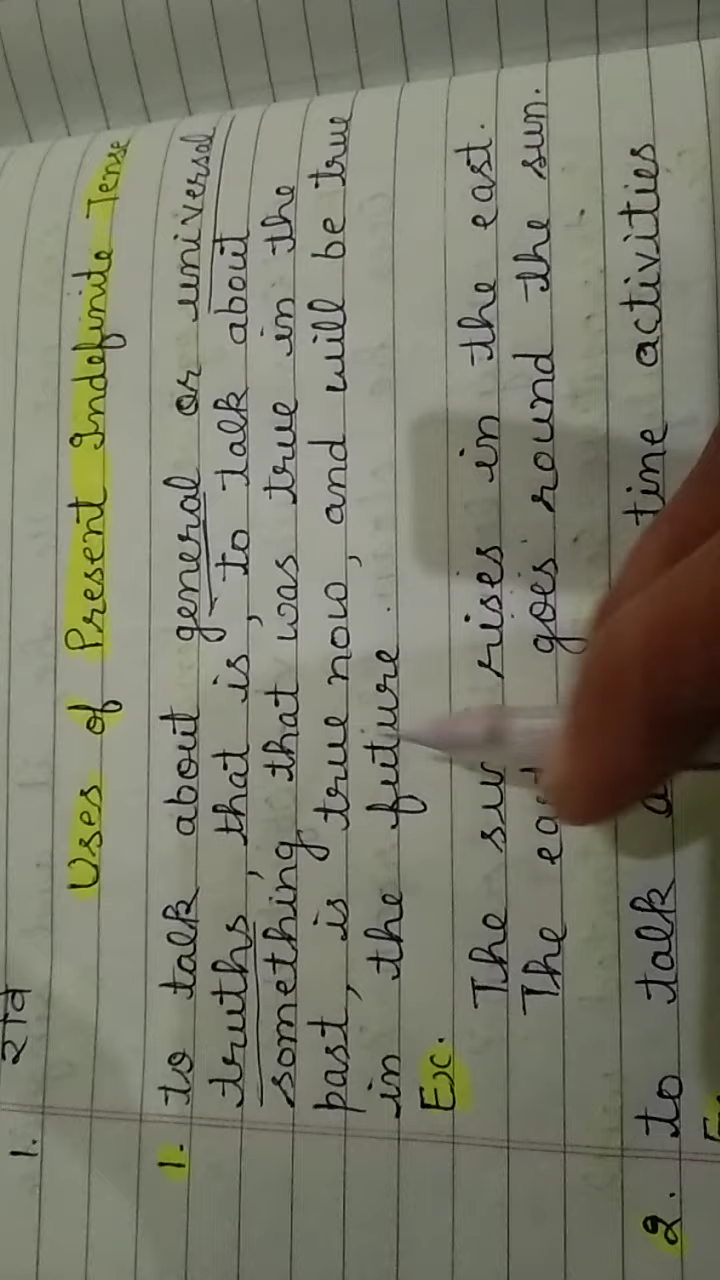 1.
Uses of Present Indefinite Tense
1. to talk about general or universal
truths, that is, to talk about
something that was true in the
past, is true now, and will be true
in the future.
Ex. The rises in the east.
The goes round the sun.
2. to talk time activities